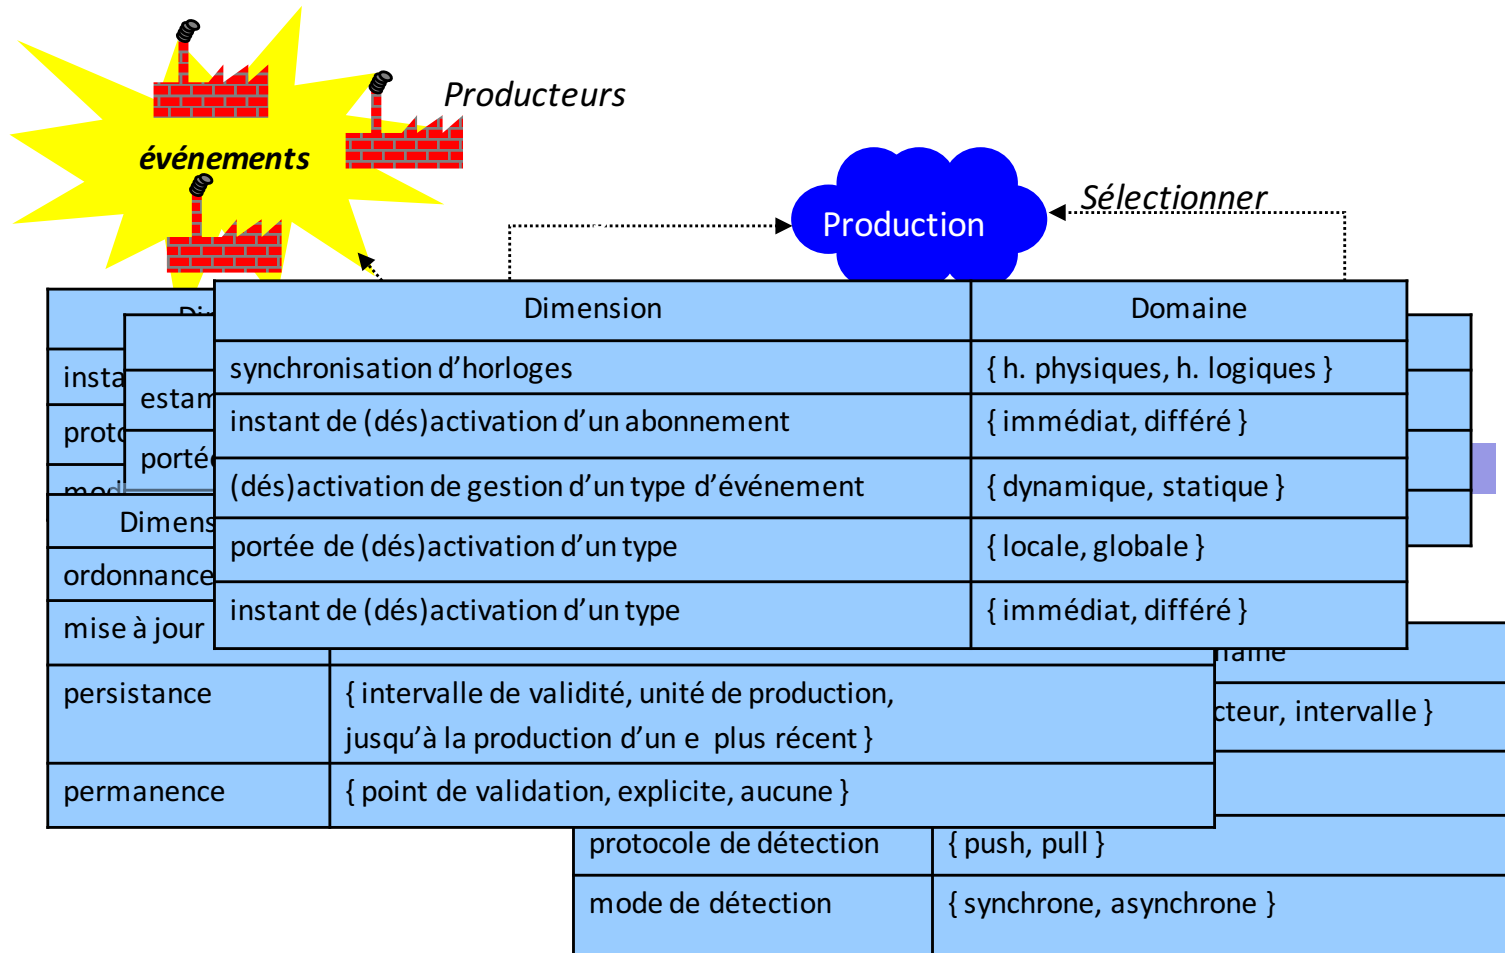 Producteurs
événements
Sélectionner
Production
Dimension Domaine
synchronisation d'horloges { h. physiques, h. logiques }
instant de (dés)activation d'un abonnement { immédiat, différé }
(dés)activation de gestion d'un type d'événement { dynamique, statique }
portée de (dés)activation d'un type { locale, globale }
instant de (dés)activation d'un type { immédiat, différé }
mise à jour
persistance { intervalle de validité, unité de production,
jusqu'à la production d'un e plus récent }
permanence { point de validation, explicite, aucune }
intervalle }
protocole de détection { push, pull }
mode de détection { synchrone, asynchrone }